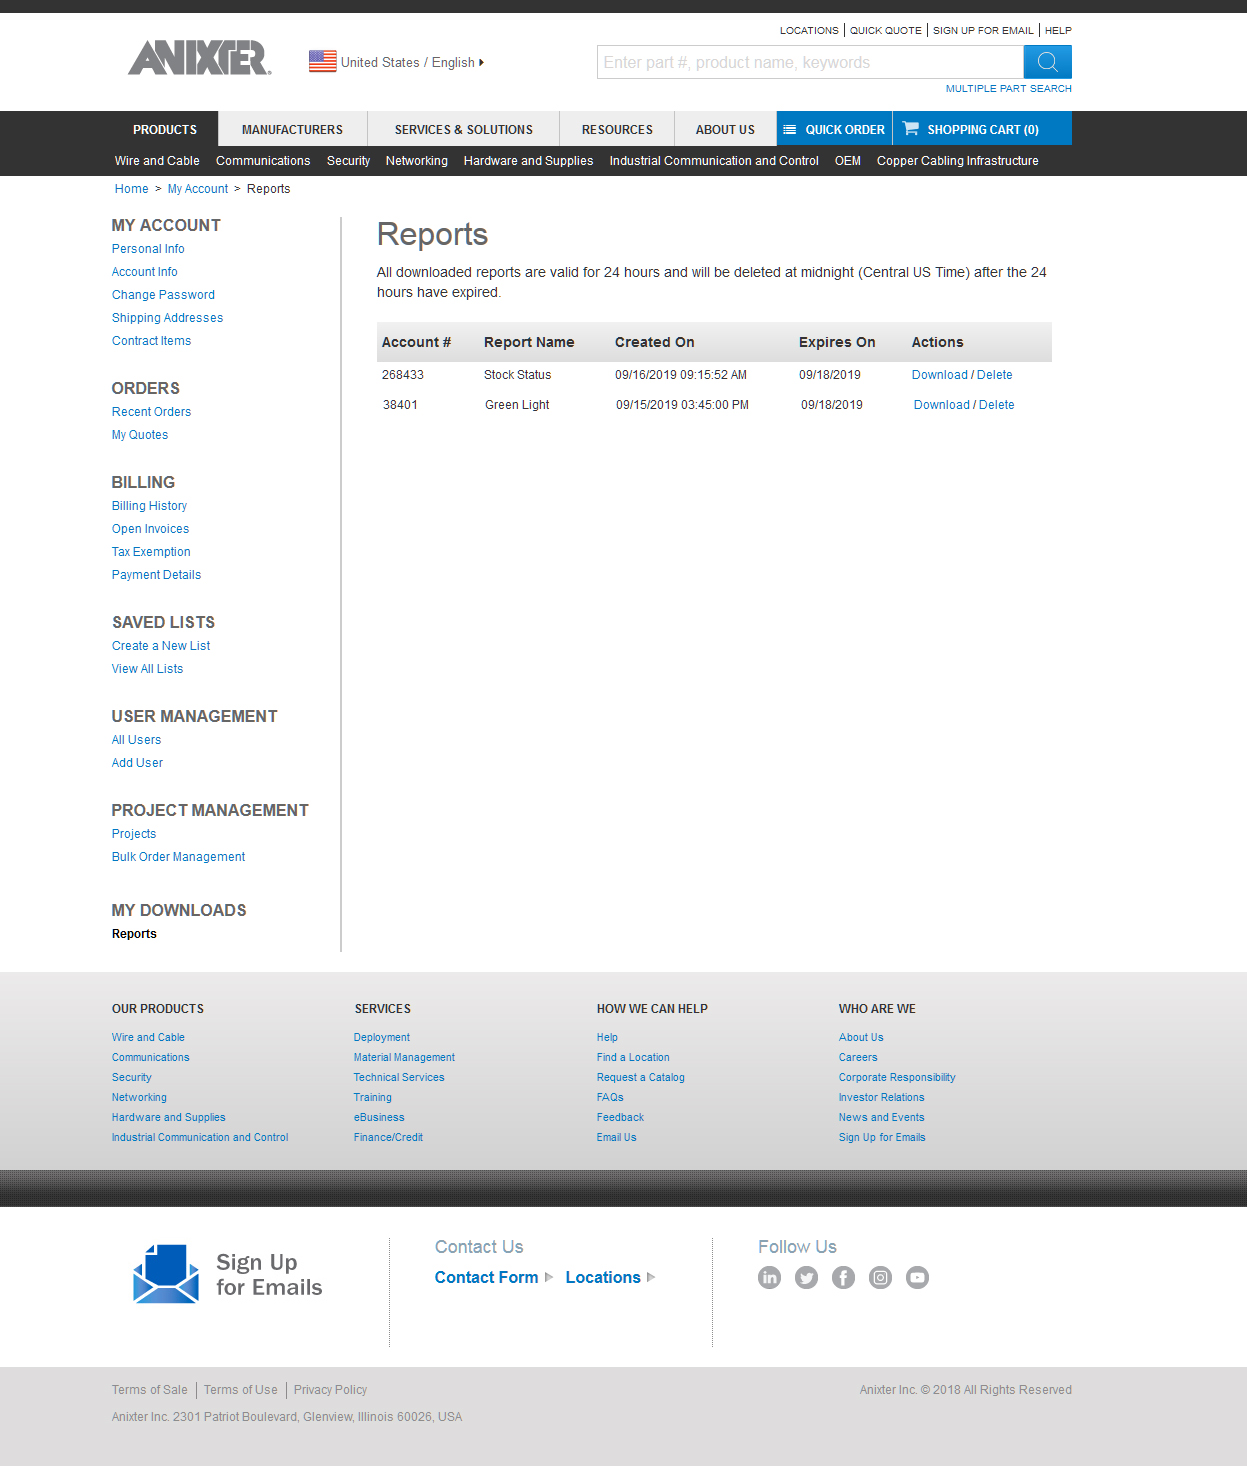 LOCATIONS QUICK QUOTE SIGN UP FOR EMAIL HELP
ANIXTER®
United States / English
Enter part #, product name, keywords
MULTIPLE PART SEARCH
PRODUCTS MANUFACTURERS SERVICES & SOLUTIONS RESOURCES ABOUT US QUICK ORDER SHOPPING CART (0)
Wire and Cable Communications Security Networking Hardware and Supplies Industrial Communication and Control OEM Copper Cabling Infrastructure
Home > My Account > Reports
MY ACCOUNT
Personal Info
Account Info
Change Password
Shipping Addresses
Contract Items
ORDERS
Recent Orders
My Quotes
BILLING
Billing History
Open Invoices
Tax Exemption
Payment Details
SAVED LISTS
Create a New List
View All Lists
USER MANAGEMENT
All Users
Add User
PROJECT MANAGEMENT
Projects
Bulk Order Management
MY DOWNLOADS
Reports
Reports
All downloaded reports are valid for 24 hours and will be deleted at midnight (Central US Time) after the 24
hours have expired.
Account # Report Name Created On Expires On Actions
268433 Stock Status 09/16/2019 09:15:52 AM 09/18/2019 Download / Delete
38401 Green Light 09/15/2019 03:45:00 PM 09/18/2019 Download / Delete
OUR PRODUCTS
Wire and Cable
Communications
Security
Networking
Hardware and Supplies
Industrial Communication and Control
SERVICES
Deployment
Material Management
Technical Services
Training
eBusiness
Finance/Credit
HOW WE CAN HELP
Help
Find a Location
Request a Catalog
FAQs
Feedback
Email Us
WHO ARE WE
About Us
Careers
Corporate Responsibility
Investor Relations
News and Events
Sign Up for Emails
Sign Up
for Emails
Contact Us
Contact Form Locations
Follow Us
Terms of Sale Terms of Use Privacy Policy
Anixter Inc. © 2018 All Rights Reserved
Anixter Inc. 2301 Patriot Boulevard, Glenview, Illinois 60026, USA